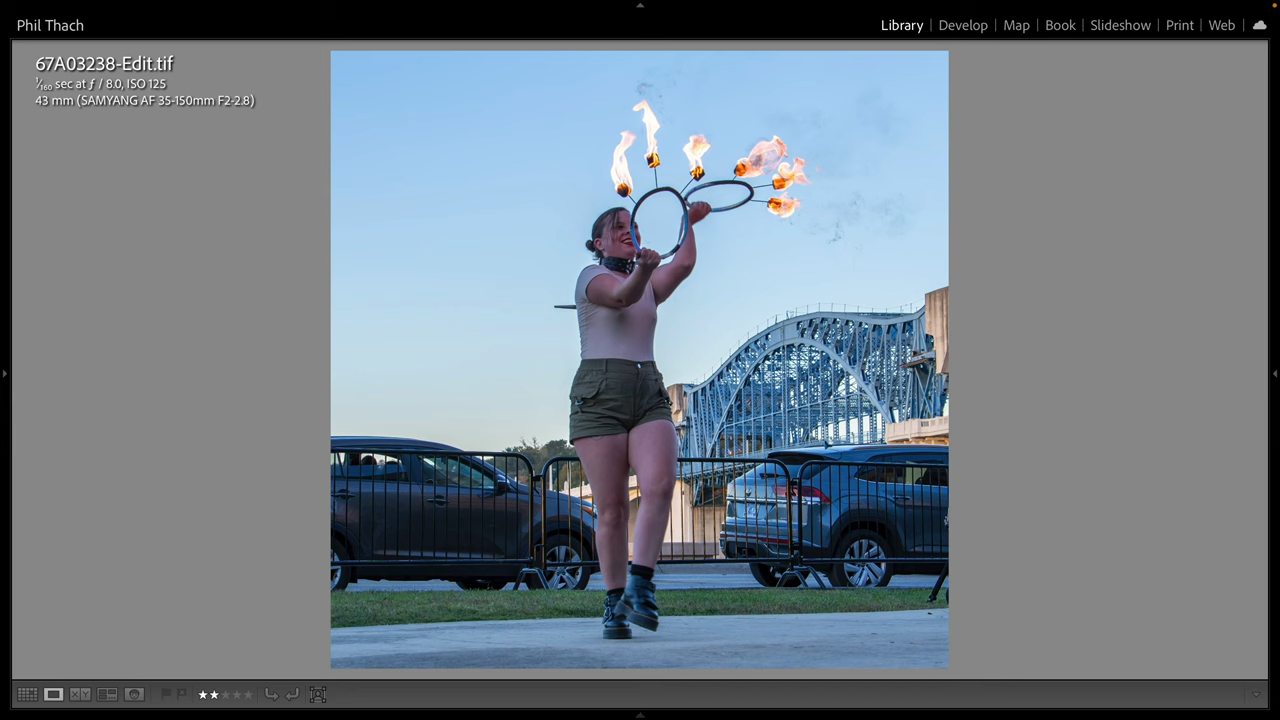 Phil Thach
Library | Develop | Map | Book | Slideshow | Print | Web
67A03238-Edit.tif
1/160 sec at ƒ / 8.0, ISO 125
43 mm (SAMYANG AF 35-150mm F2-2.8)
XY